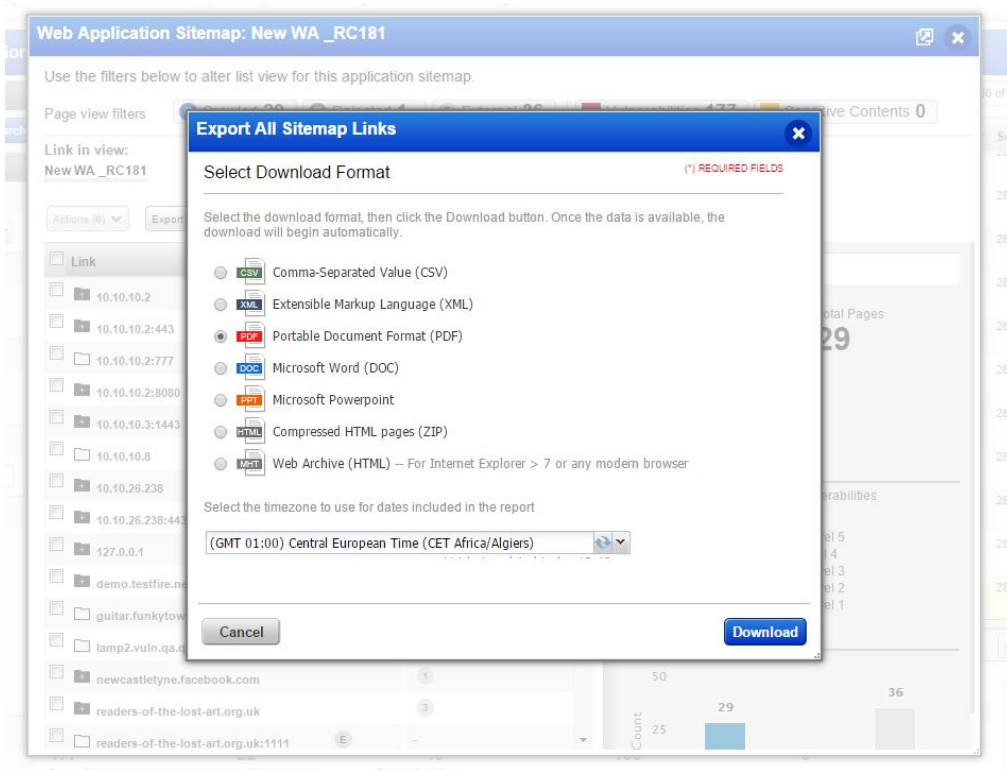 Web Application Sitemap: New WA _RC181
Use the filters below to alter list view for this application sitemap.
Page view filters
Contents 0
Link in view:
New WA _RC181
Actions (0)
Export
Link
10.10.10.2
10.10.10.2:443
10.10.10.2:777
10.10.10.2:8080
10.10.10.3:1443
10.10.10.8
10.10.26.238
10.10.26.238:443
127.0.0.1
demo.testfire.ne
guitar.funkytow
lamp2.vuln.qa.q
newcastletyne.facebook.com 1
readers-of-the-lost-art.org.uk 3
readers-of-the-lost-art.org.uk:1111 E --
Export All Sitemap Links
Select Download Format
(*) REQUIRED FIELDS
Select the download format, then click the Download button. Once the data is available, the
download will begin automatically.
CSV Comma-Separated Value (CSV)
XML Extensible Markup Language (XML)
PDF Portable Document Format (PDF)
DOC Microsoft Word (DOC)
PPT Microsoft Powerpoint
HTML Compressed HTML pages (ZIP)
MHT Web Archive (HTML) -- For Internet Explorer > 7 or any modern browser
Select the timezone to use for dates included in the report
(GMT 01:00) Central European Time (CET Africa/Algiers)
Cancel
Download
Pages
29
el 5
4
el 3
el 2
el 1
50
36
29
25
Count